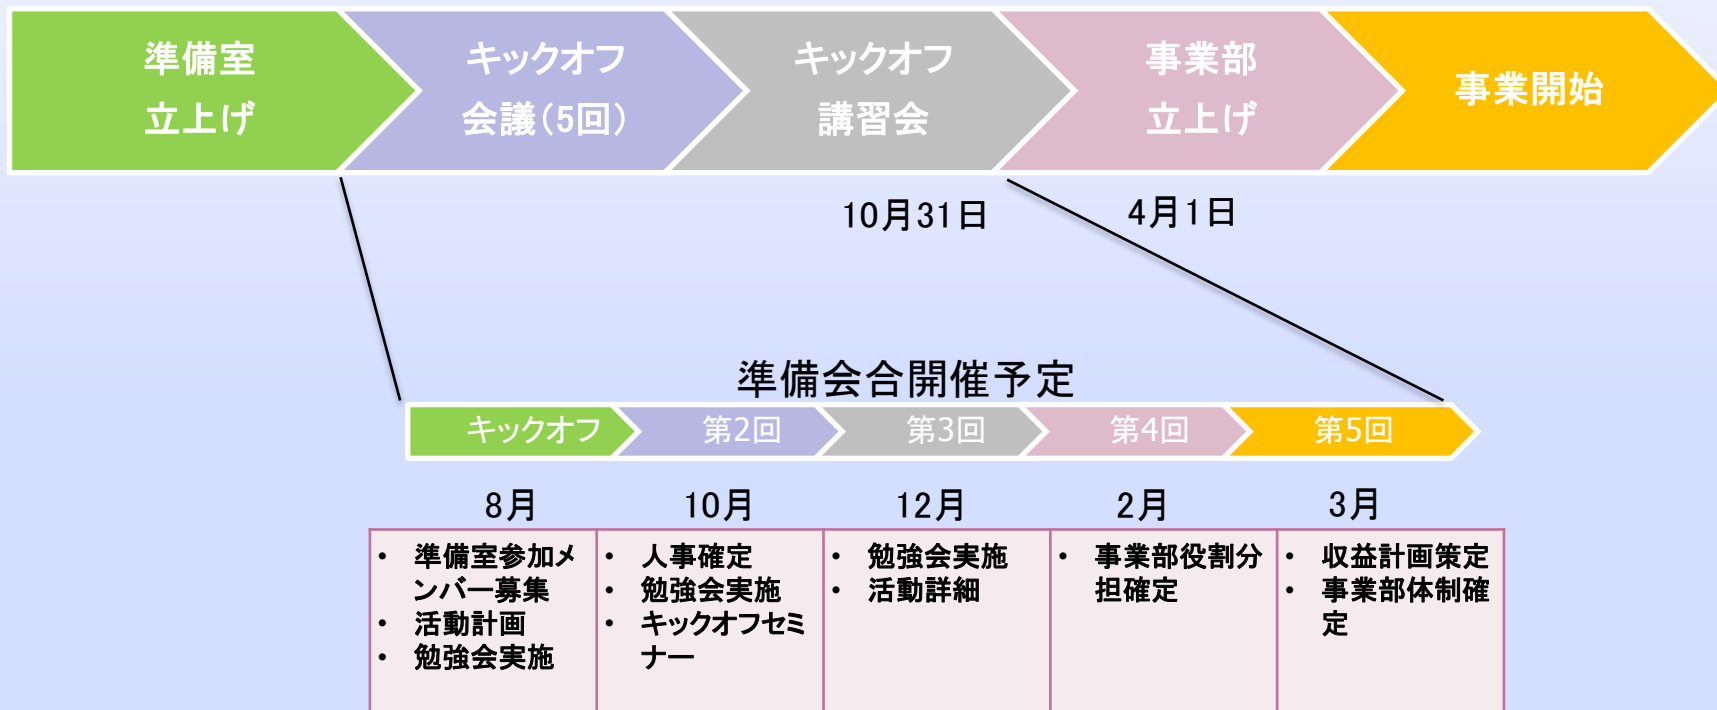 準備室
立上げ
キックオフ
会議(5回)
キックオフ
講習会
事業部
立上げ
事業開始
10月31日
4月1日
準備会合開催予定
キックオフ
第2回
第3回
第4回
第5回
8月
10月
12月
2月
3月
• 準備室参加メ
ンバー募集
• 活動計画
• 勉強会実施
• 人事確定
• 勉強会実施
• キックオフセミ
ナー
• 勉強会実施
• 活動詳細
• 事業部役割分
担確定
• 収益計画策定
• 事業部体制確
定